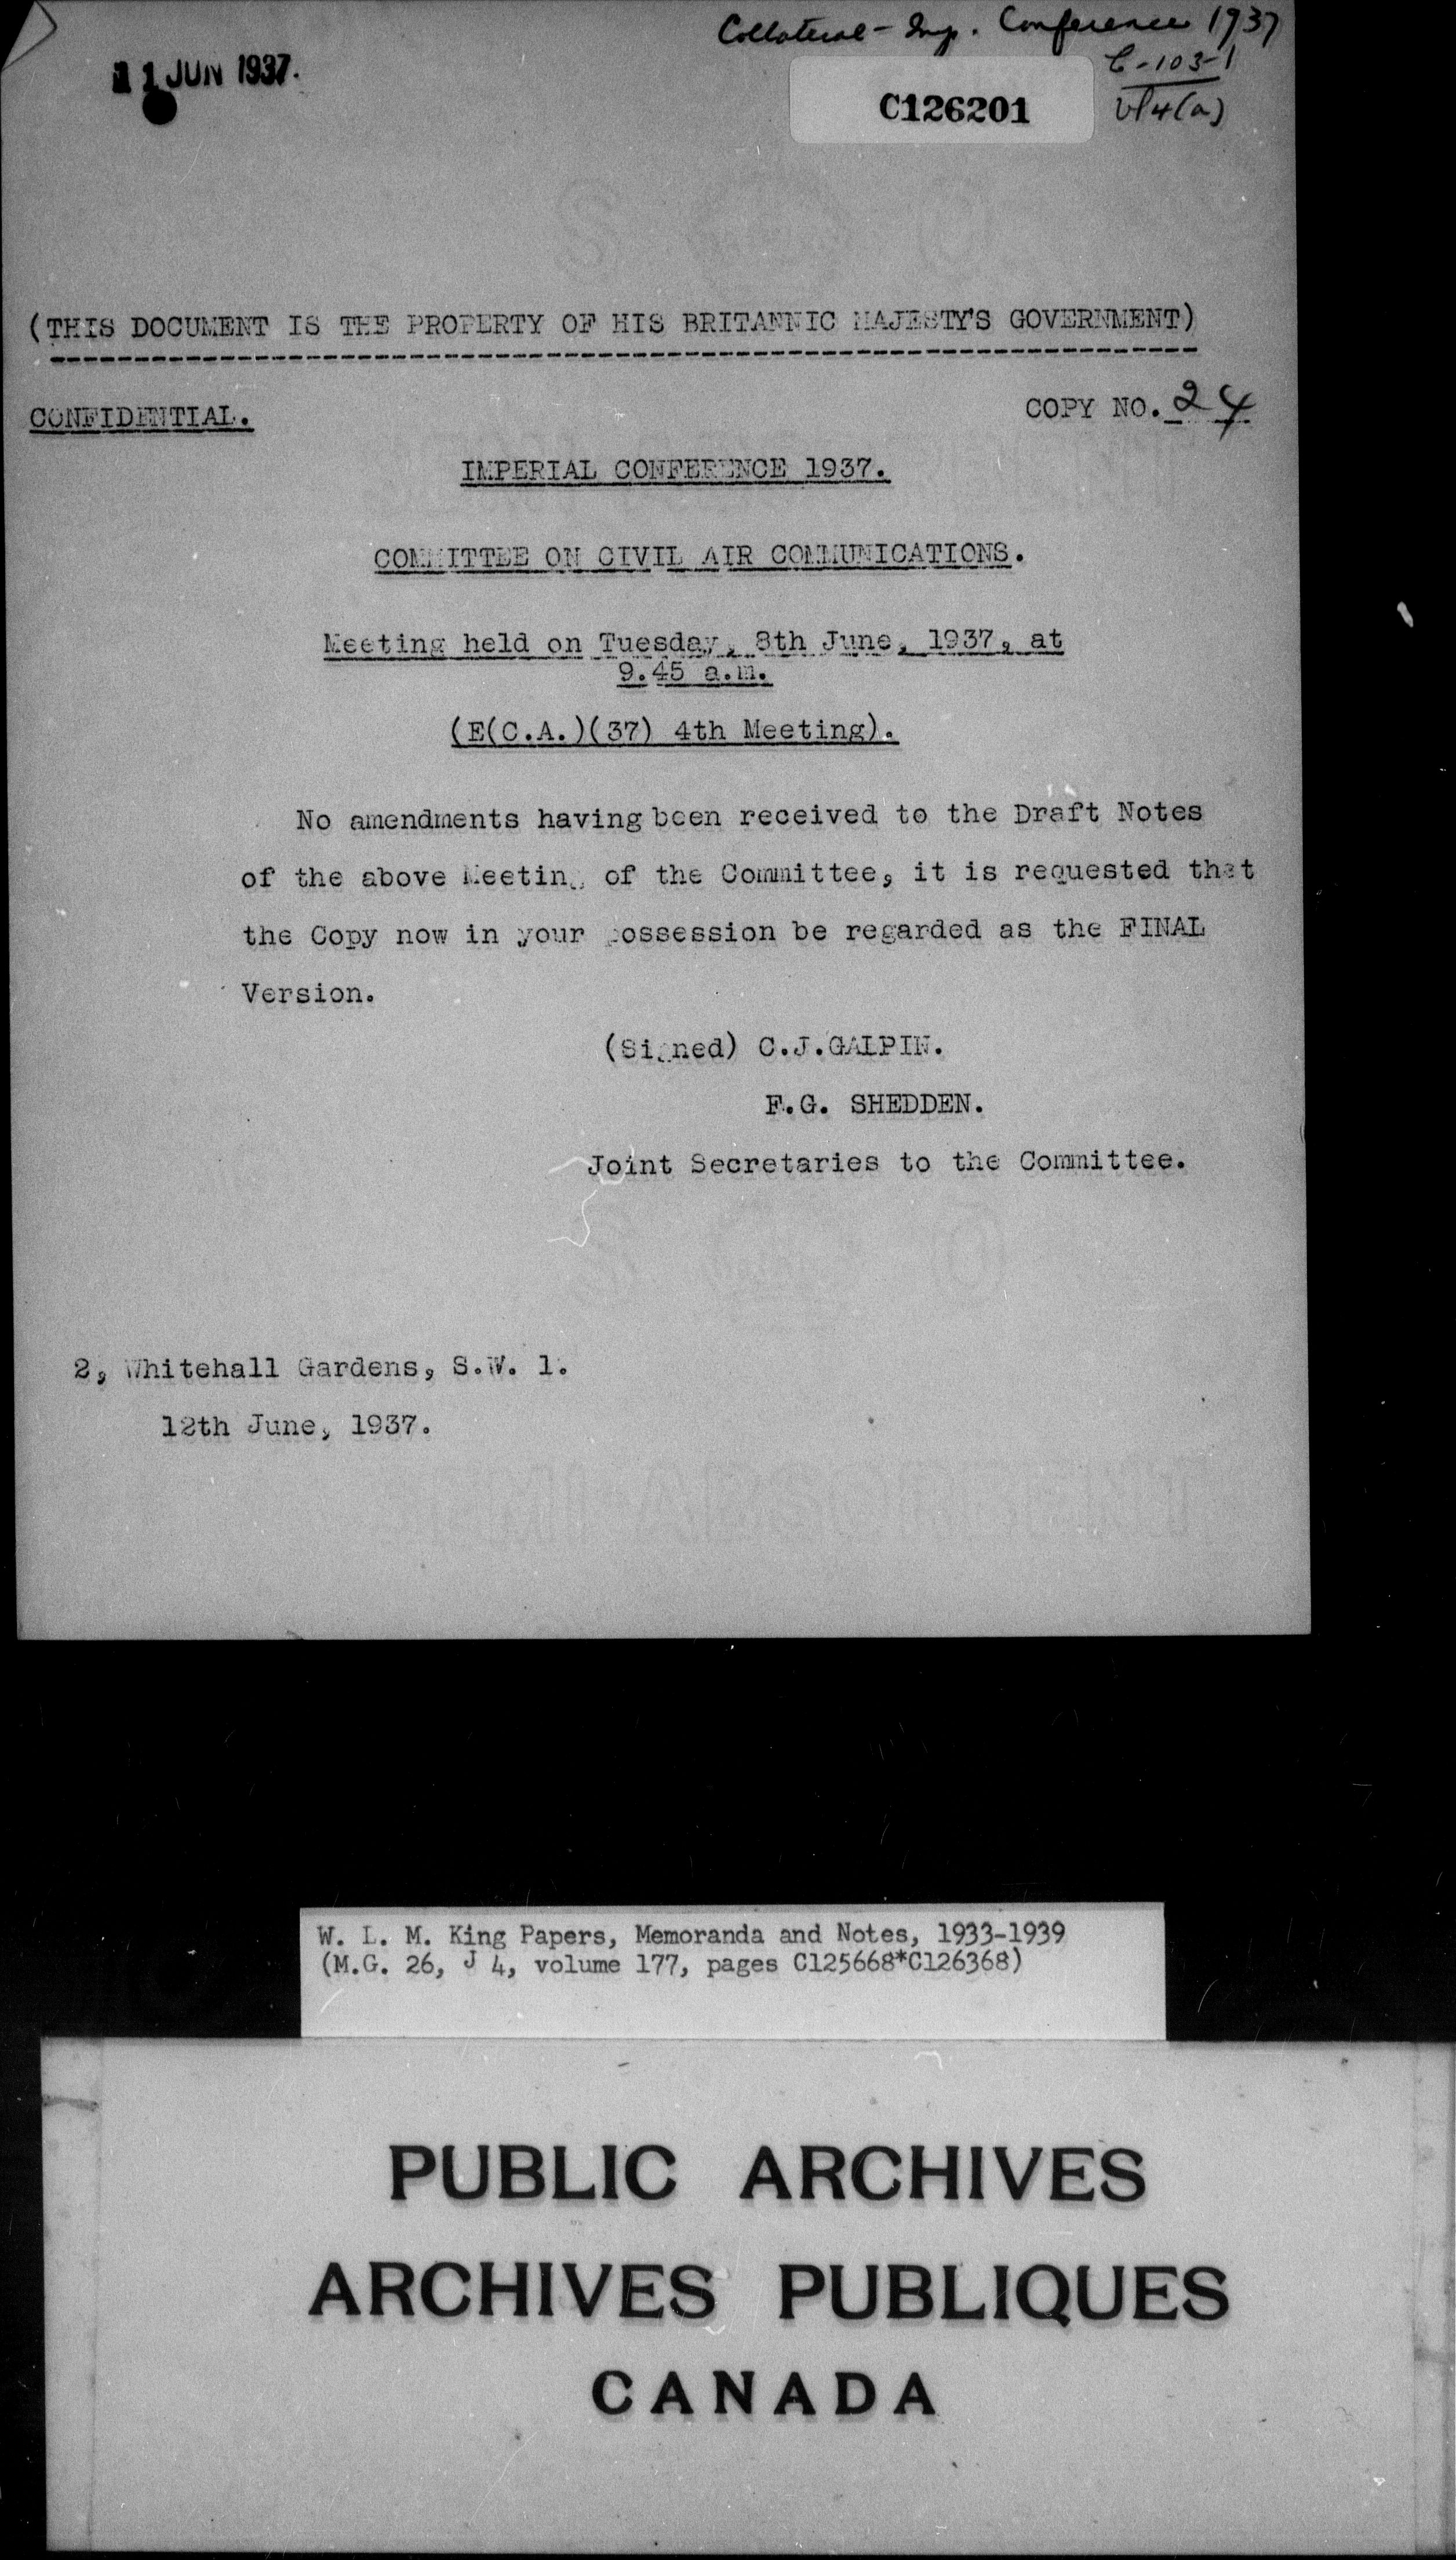 Collateral - Imp. Conference 1937
C-103-1
11 JUN 1937.
C126201
(THIS DOCUMENT IS THE PROPERTY OF HIS BRITANNIC MAJESTY'S GOVERNMENT)
CONFIDENTIAL.
COPY NO. 24
IMPERIAL CONFERENCE 1937.
COMMITTEE ON CIVIL AIR COMMUNICATIONS.
Meeting held on Tuesday, 8th June, 1937, at
9.45 a.m.
(E(C.A.)(37) 4th Meeting).
No amendments having been received to the Draft Notes
of the above Meeting of the Committee, it is requested that
the Copy now in your possession be regarded as the FINAL
Version.
(Signed) C.J.GALPIN.
F.G. SHEDDEN.
Joint Secretaries to the Committee.
2, Whitehall Gardens, S.W. 1.
12th June, 1937.
W. L. M. King Papers, Memoranda and Notes, 1933-1939
(M.G. 26, J 4, volume 177, pages C125668*C126368)
PUBLIC ARCHIVES
ARCHIVES PUBLIQUES
CANADA